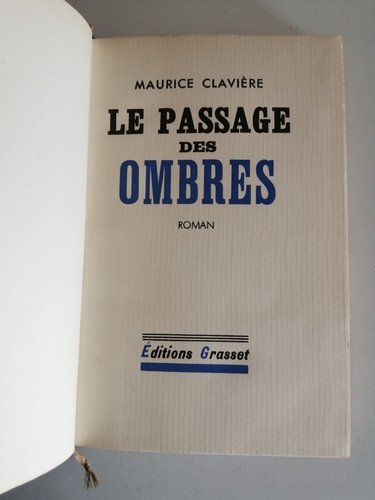 MAURICE CLAVIÈRE
LE PASSAGE
DES
OMBRES
ROMAN
Éditions Grasset